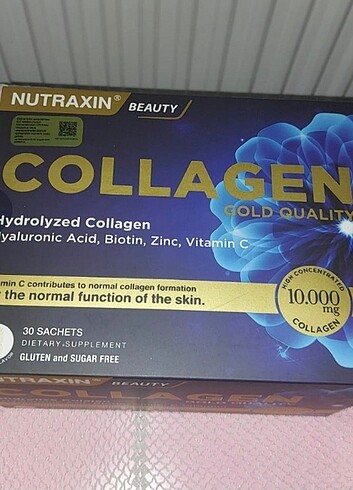 NUTRAXIN® BEAUTY
COLLAGEN
GOLD QUALITY
Hydrolyzed Collagen
Hyaluronic Acid, Biotin, Zinc, Vitamin C
min C contributes to normal collagen formation
the normal function of the skin.
HIGH CONCENTRATED
10.000 mg
COLLAGEN
30 SACHETS
DIETARY SUPPLEMENT
GLUTEN and SUGAR FREE
NUTRAXIN® BEAUTY
COLLAGEN